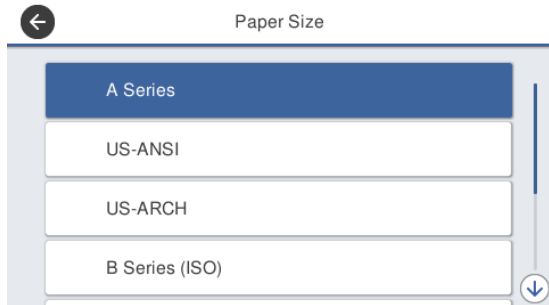 Paper Size
A Series
US-ANSI
US-ARCH
B Series (ISO)